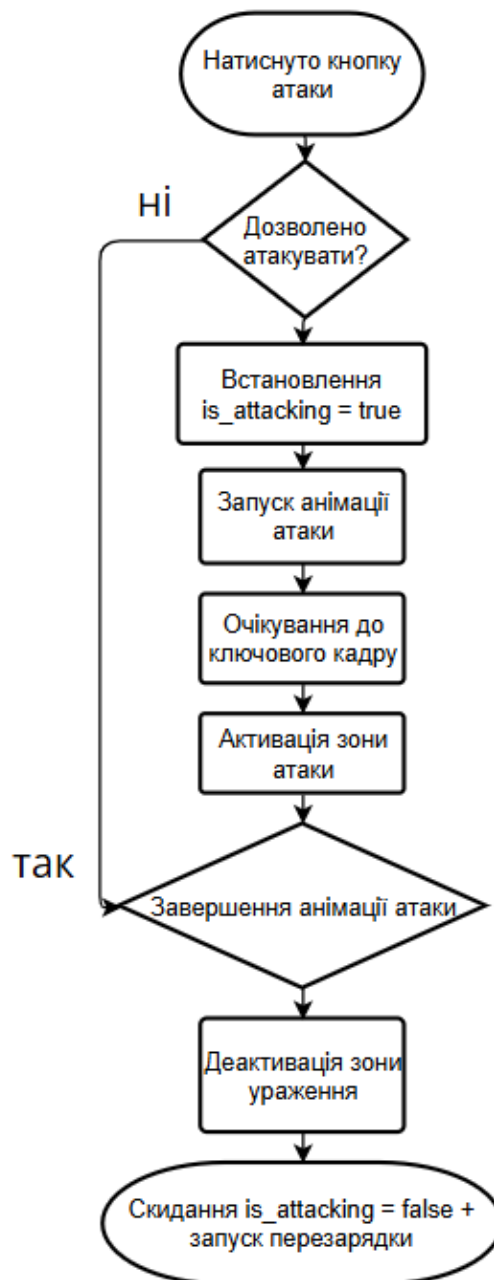 Натиснуто кнопку
атаки
ні
Дозволено
атакувати?
Встановлення
is_attacking = true
Запуск анімації
атаки
Очікування до
ключового кадру
Активація зони
атаки
так
Завершення анімації атаки
Деактивація зони
ураження
Скидання is_attacking = false +
запуск перезарядки